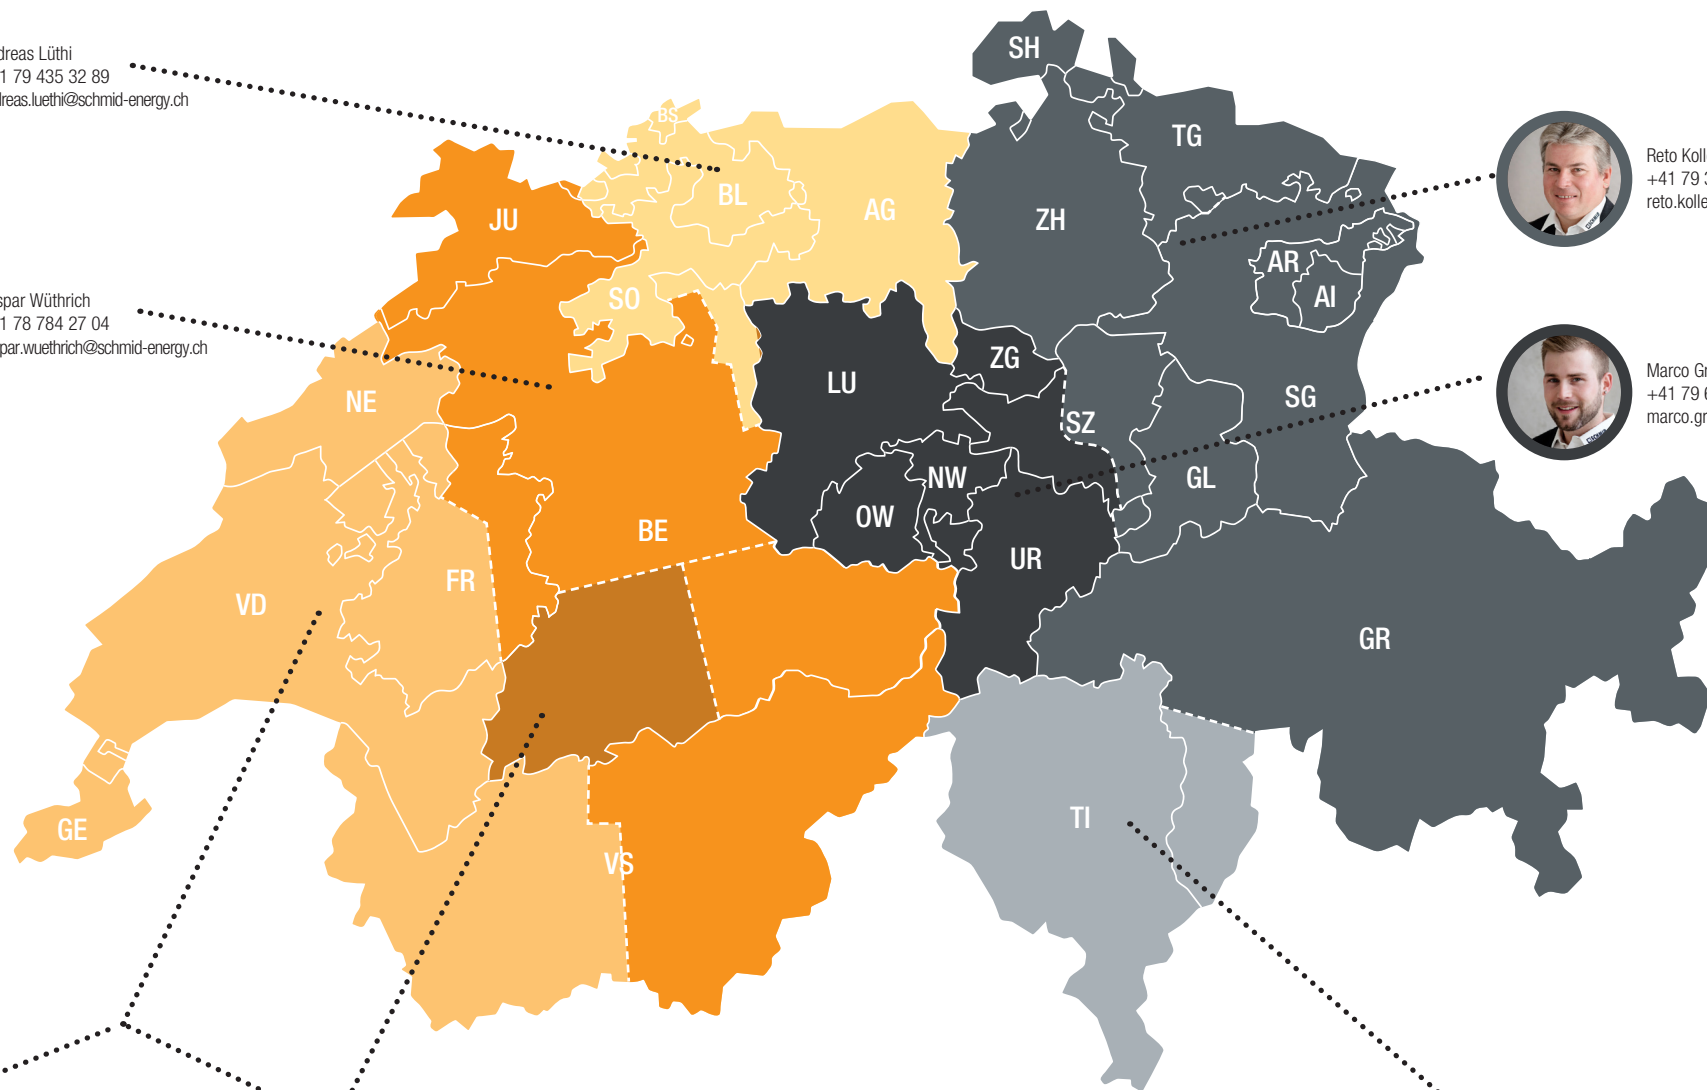 dreas Lüthi
1 79 435 32 89
dreas.luethi@schmid-energy.ch
spar Wüthrich
1 78 784 27 04
spar.wuethrich@schmid-energy.ch
Reto Koll
+41 79 3
reto.kolle
Marco Gr
+41 79 6
marco.gr
SH
BS
TG
BL
AG
JU
ZH
AR
AI
SO
ZG
LU
NE
SG
SZ
NW
GL
OW
BE
UR
FR
VD
GR
TI
GE
VS